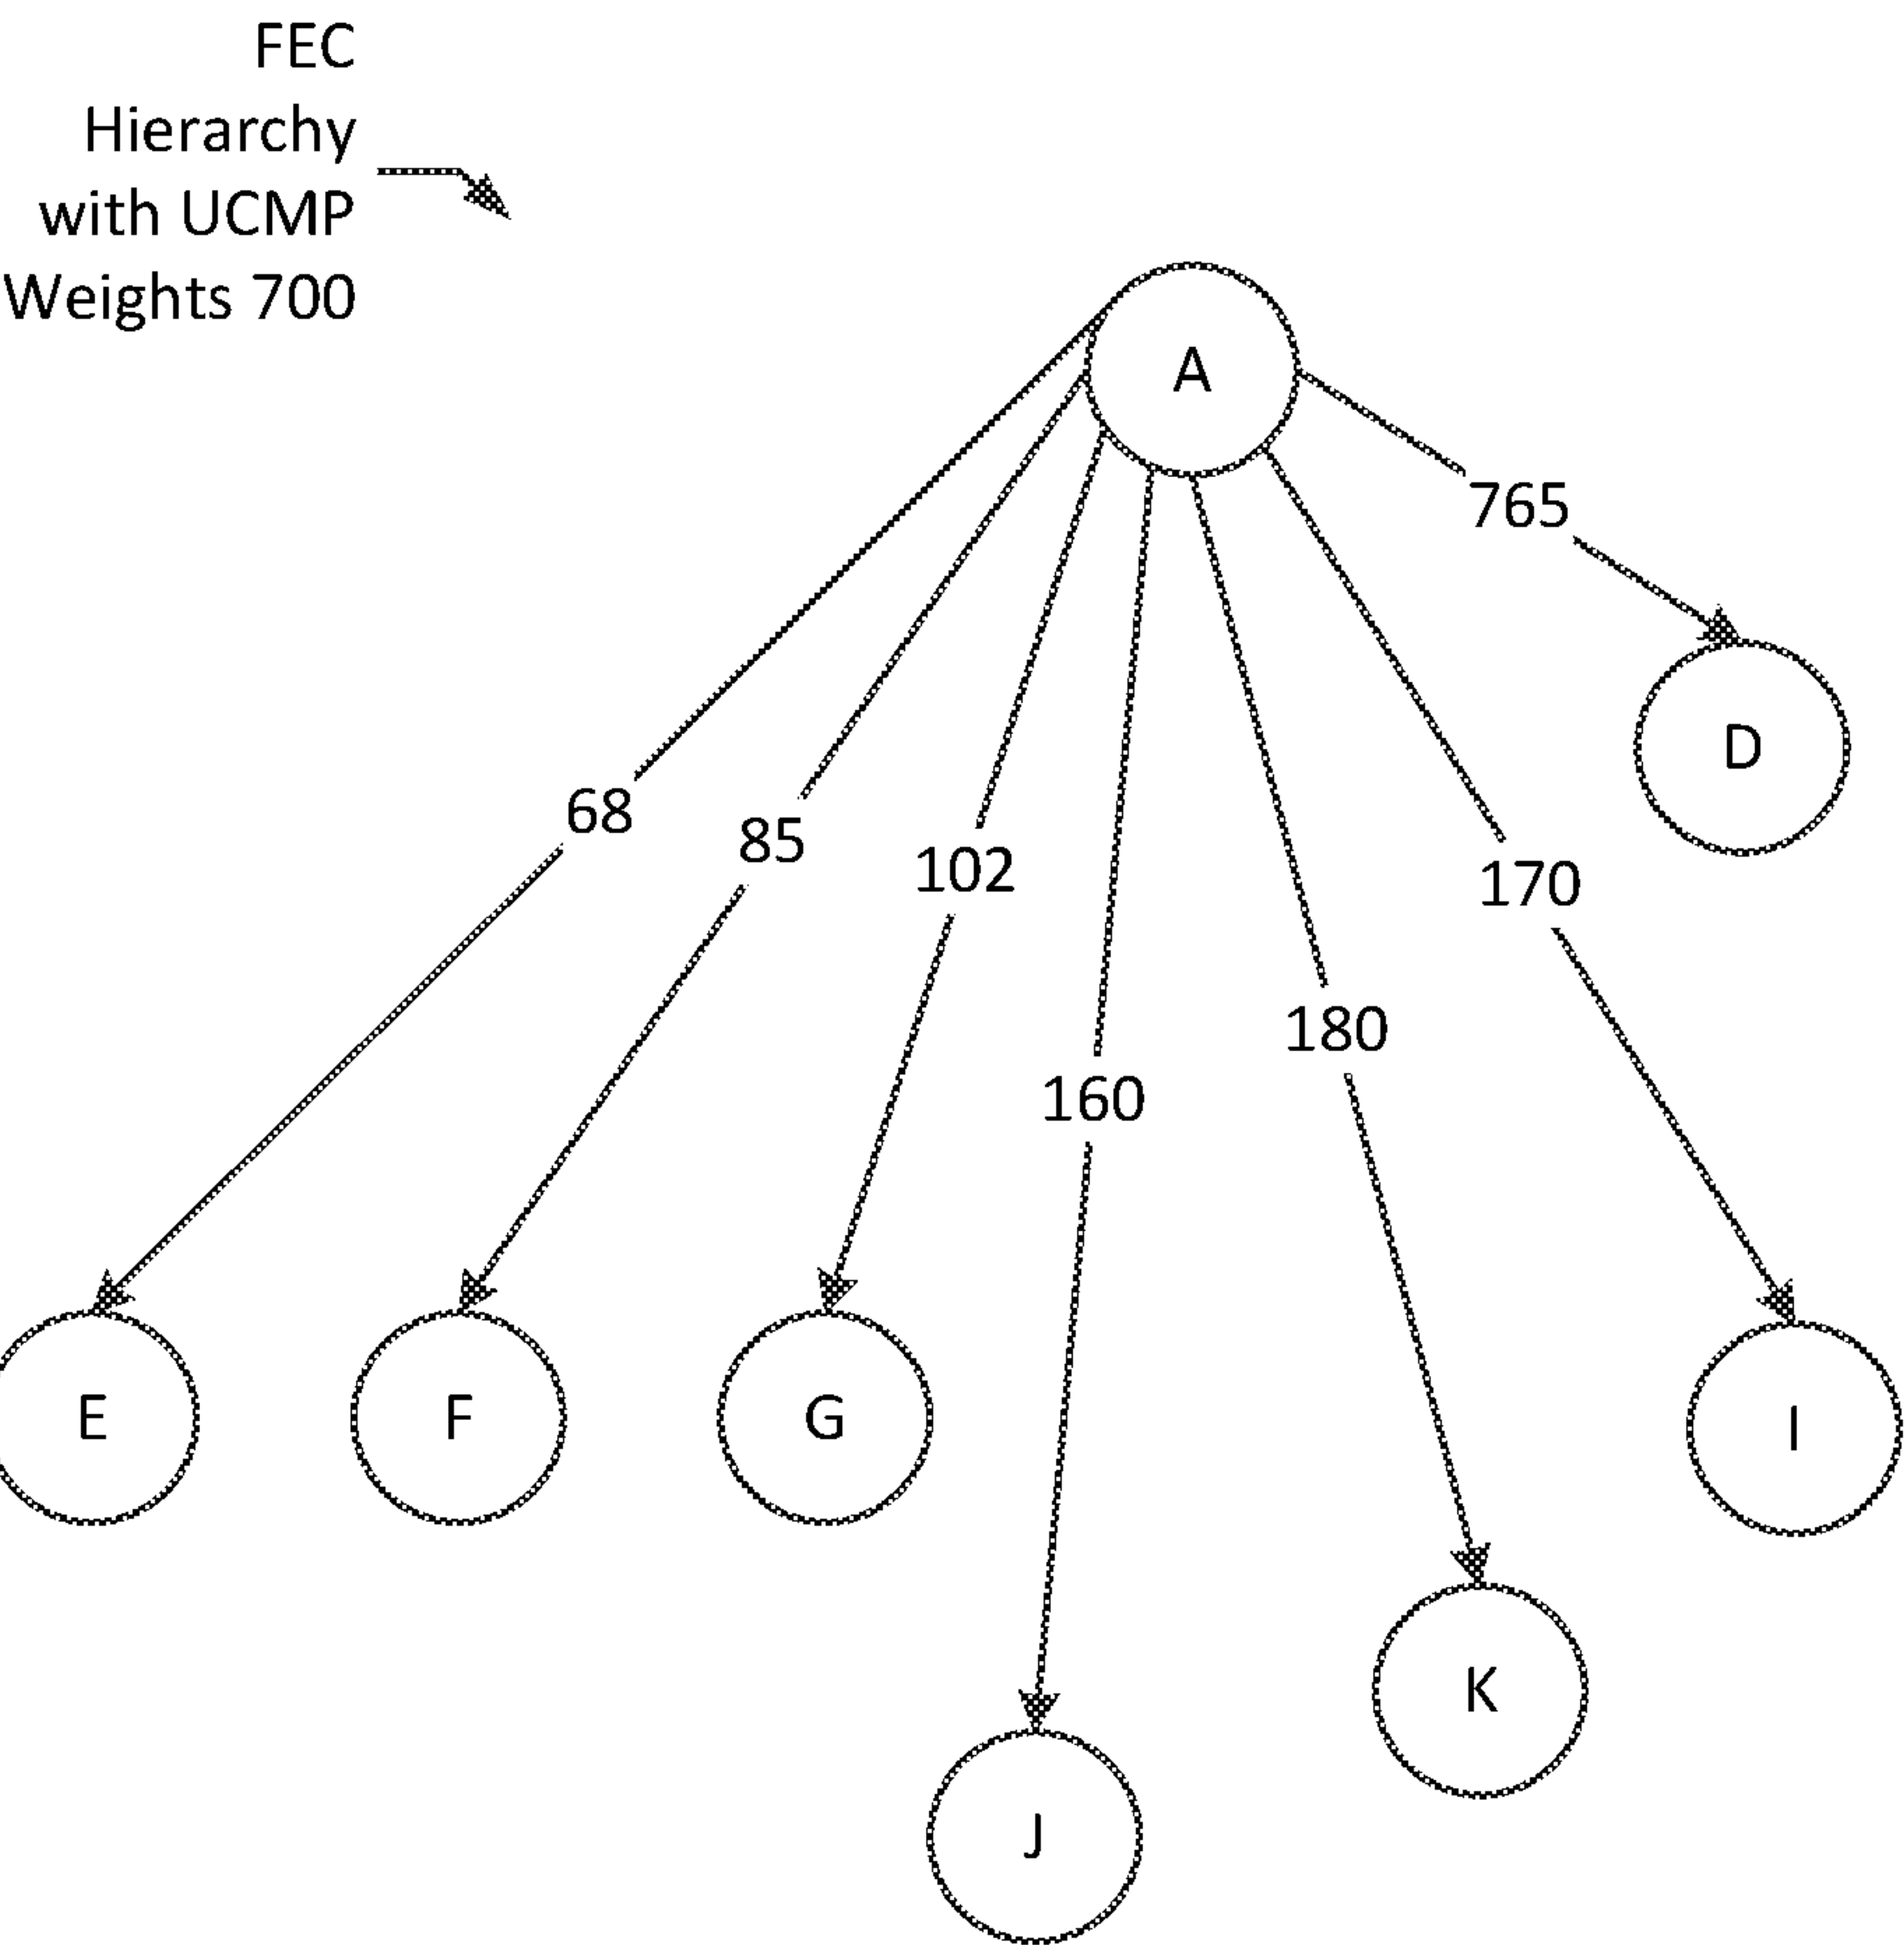 FEC
Hierarchy
with UCMP
Weights 700
A
765
D
68
85
102
170
180
160
E
F
G
I
K
J